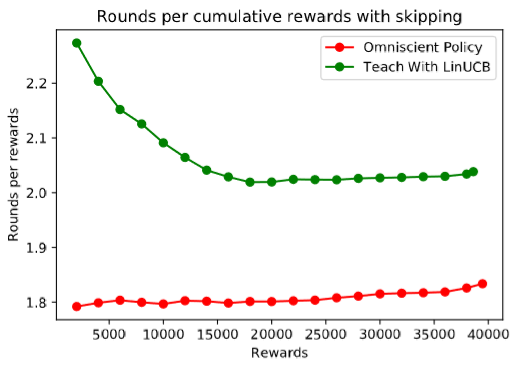 Rounds per cumulative rewards with skipping
Omniscient Policy
Teach With LinUCB
Rounds per rewards
2.2
2.1
2.0
1.9
1.8
5000 10000 15000 20000 25000 30000 35000 40000
Rewards